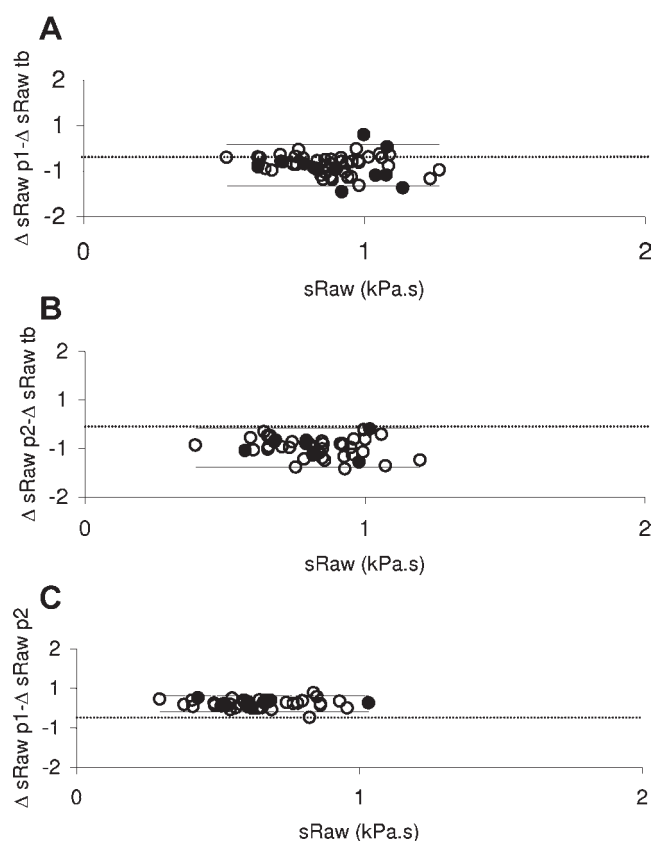 A
Δ sRaw p1-Δ sRaw tb
2
1
-1
-2
0
1
2
sRaw (kPa.s)
B
Δ sRaw p2-Δ sRaw tb
2
1
-1
-2
0
1
2
sRaw (kPa.s)
C
Δ sRaw p1-Δ sRaw p2
2
1
-1
-2
0
1
2
sRaw (kPa.s)